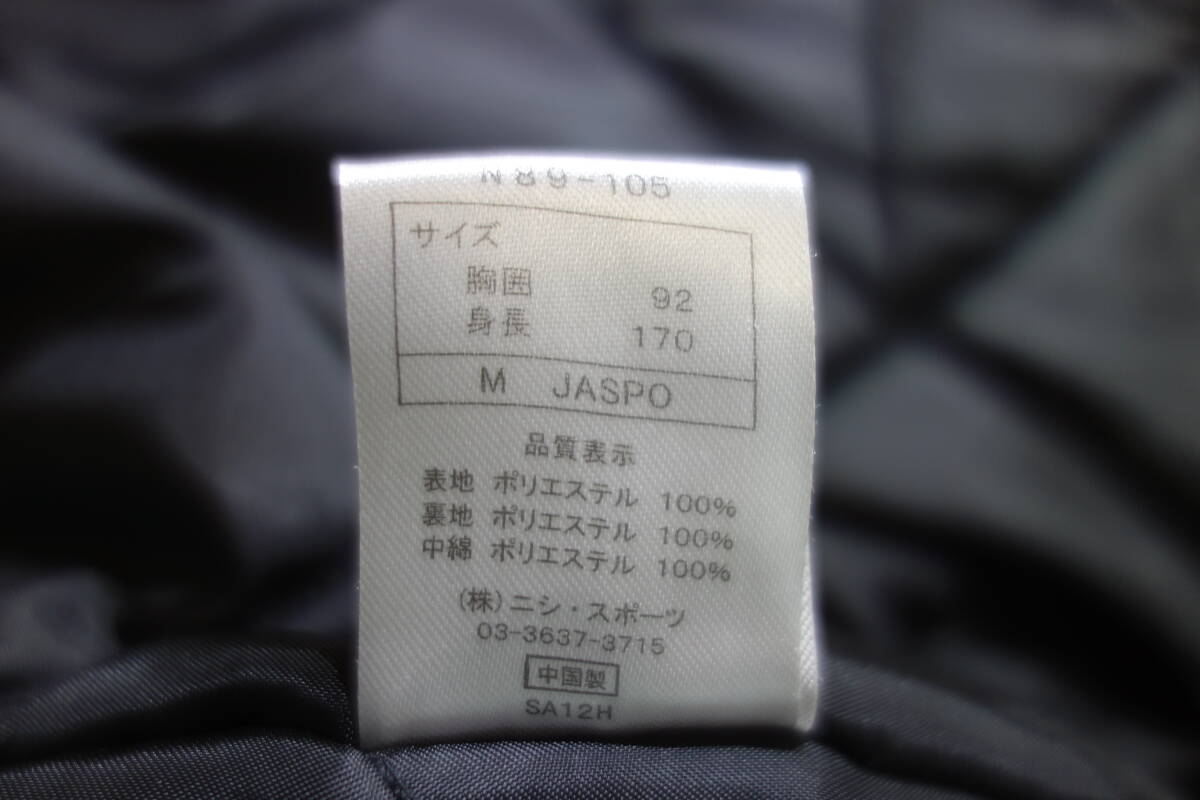 N89-105
サイズ
胸囲 92
身長 170
M JASPO
品質表示
表地 ポリエステル 100%
裏地 ポリエステル 100%
中綿 ポリエステル 100%
(株)ニシ・スポーツ
03-3637-3715
中国製
SA12H